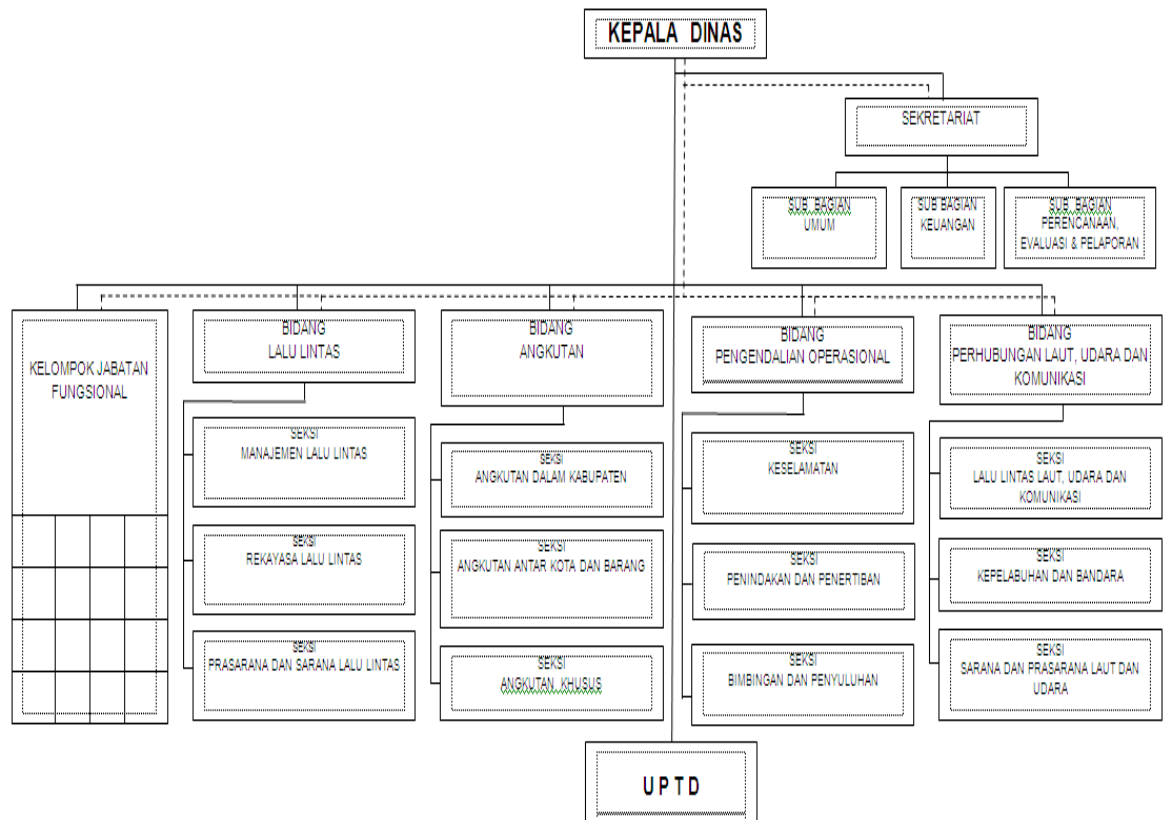 KEPALA DINAS
SEKRETARIAT
SUB BAGIAN
UMUM
SUB BAGIAN
KEUANGAN
SUB BAGIAN
PERENCANAAN,
EVALUASI & PELAPORAN
KELOMPOK JABATAN
FUNGSIONAL
BIDANG
LALU LINTAS
BIDANG
ANGKUTAN
BIDANG
PENGENDALIAN OPERASIONAL
BIDANG
PERHUBUNGAN LAUT, UDARA DAN
KOMUNIKASI
SEKSI
MANAJEMEN LALU LINTAS
SEKSI
REKAYASA LALU LINTAS
SEKSI
PRASARANA DAN SARANA LALU LINTAS
SEKSI
ANGKUTAN DALAM KABUPATEN
SEKSI
ANGKUTAN ANTAR KOTA DAN BARANG
SEKSI
ANGKUTAN KHUSUS
SEKSI
KESELAMATAN
SEKSI
PENINDAKAN DAN PENERTIBAN
SEKSI
BIMBINGAN DAN PENYULUHAN
SEKSI
LALU LINTAS LAUT, UDARA DAN
KOMUNIKASI
SEKSI
KEPELABUHAN DAN BANDARA
SEKSI
SARANA DAN PRASARANA LAUT DAN
UDARA
U P T D